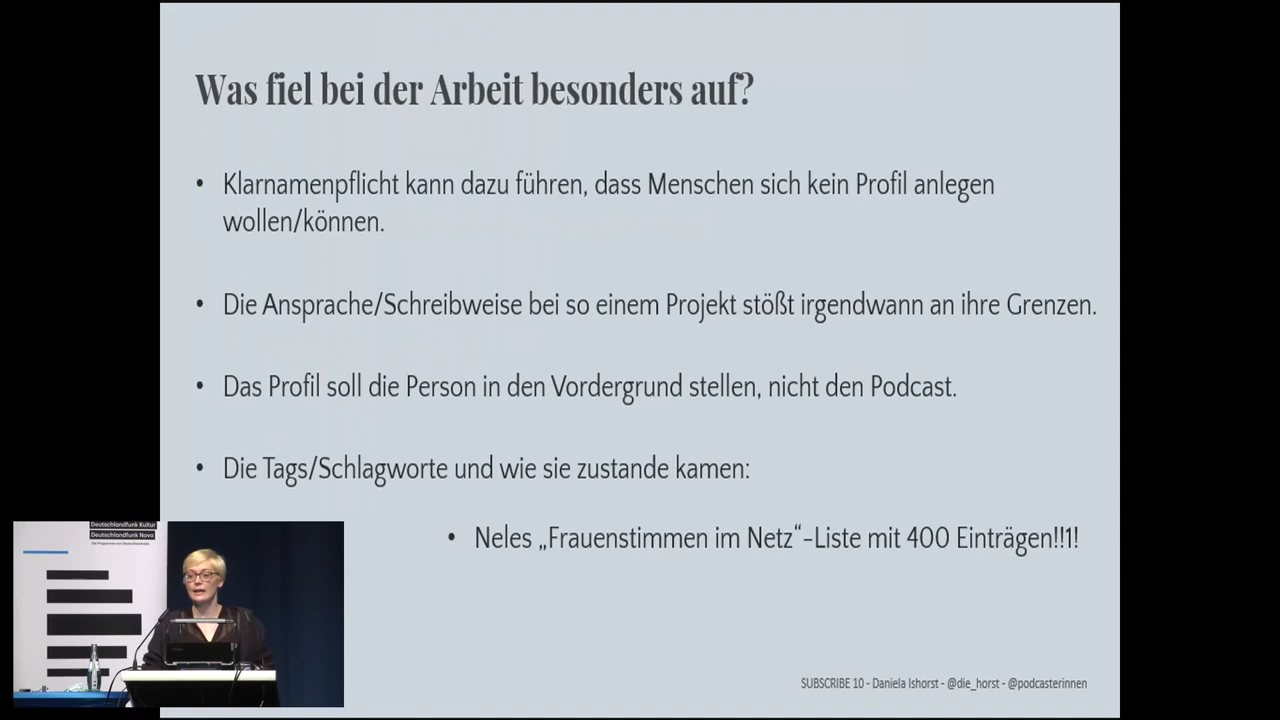 Was fiel bei der Arbeit besonders auf?
• Klarnamenpflicht kann dazu führen, dass Menschen sich kein Profil anlegen
wollen/können.
• Die Ansprache/Schreibweise bei so einem Projekt stößt irgendwann an ihre Grenzen.
• Das Profil soll die Person in den Vordergrund stellen, nicht den Podcast.
• Die Tags/Schlagworte und wie sie zustande kamen:
• Neles „Frauenstimmen im Netz“-Liste mit 400 Einträgen!!1!
Deutschlandfunk Kultur
Deutschlandfunk Nova
SUBSCRIBE 10 - Daniela Ishorst - @die_horst - @podcasterinnen